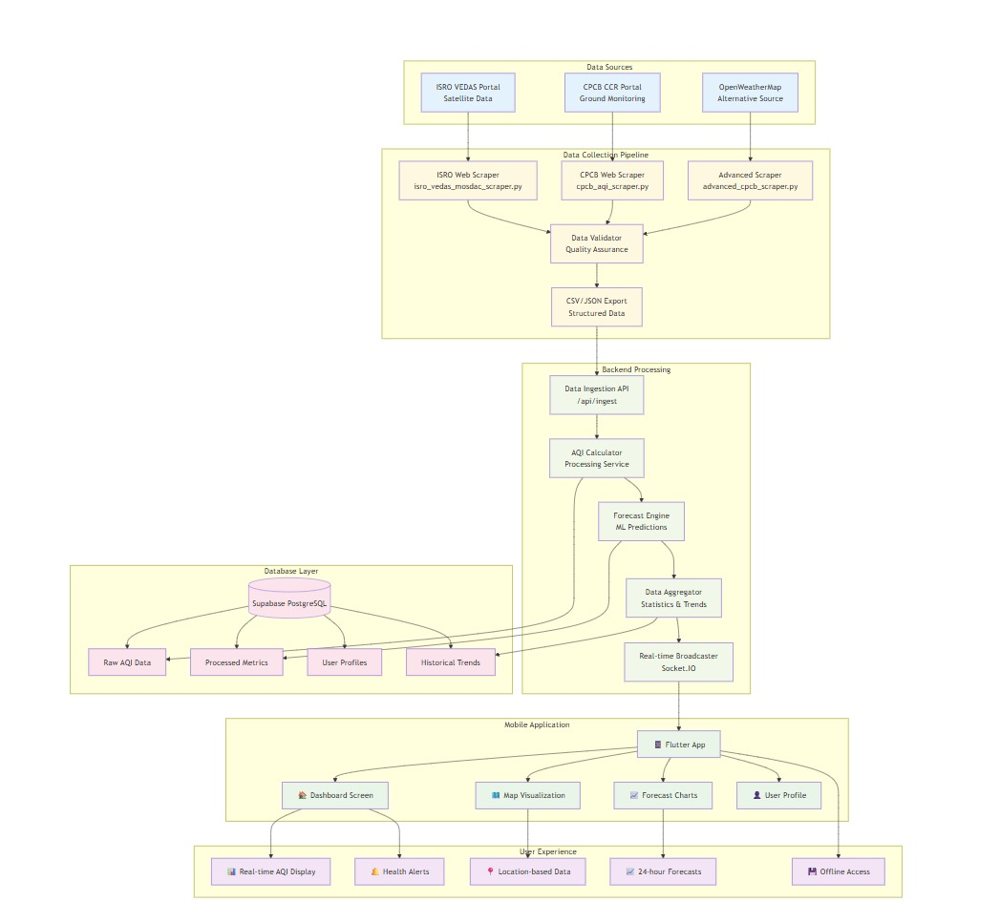 Data Sources
ISRO VEDAS Portal
Satellite Data
CPCB CCR Portal
Ground Monitoring
OpenWeatherMap
Alternative Source
Data Collection Pipeline
ISRO Web Scraper
isro_vedas_mosdac_scraper.py
CPCB Web Scraper
cpcb_aqi_scraper.py
Advanced Scraper
advanced_cpcb_scraper.py
Data Validator
Quality Assurance
CSV/JSON Export
Structured Data
Backend Processing
Data Ingestion API
/api/ingest
AQI Calculator
Processing Service
Forecast Engine
ML Predictions
Data Aggregator
Statistics & Trends
Real-time Broadcaster
Socket.IO
Database Layer
Supabase PostgreSQL
Raw AQI Data
Processed Metrics
User Profiles
Historical Trends
Mobile Application
Flutter App
Dashboard Screen
Map Visualization
Forecast Charts
User Profile
User Experience
Real-time AQI Display
Health Alerts
Location-based Data
24-hour Forecasts
Offline Access